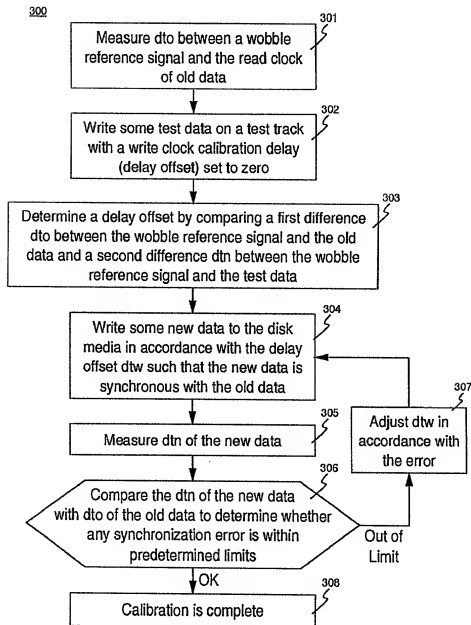 300
301
Measure dto between a wobble
reference signal and the read clock
of old data
302
Write some test data on a test track
with a write clock calibration delay
(delay offset) set to zero
303
Determine a delay offset by comparing a first difference
dto between the wobble reference signal and the old
data and a second difference dtn between the wobble
reference signal and the test data
304
Write some new data to the disk
media in accordance with the delay
offset dtw such that the new data is
synchronous with the old data
307
Adjust dtw in
accordance with
the error
305
Measure dtn of the new data
306
Compare the dtn of the new data
with dto of the old data to determine whether
any synchronization error is within
predetermined limits
Out of
Limit
OK
308
Calibration is complete